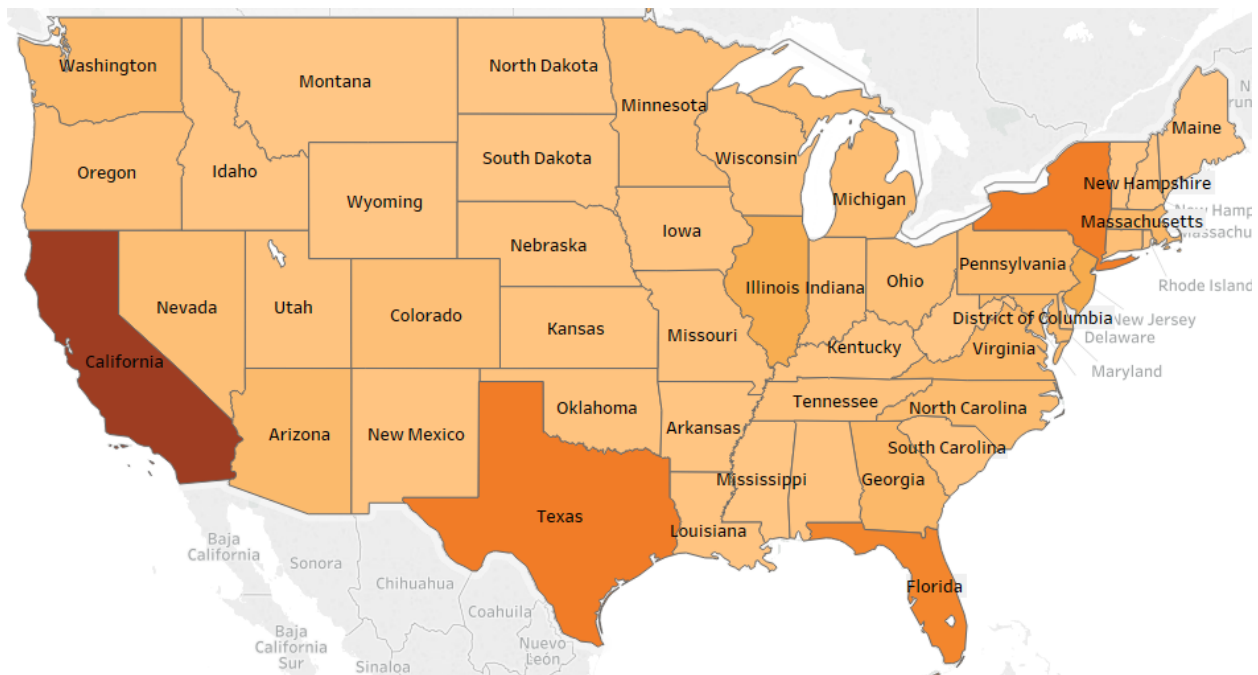 Washington
Montana
North Dakota
Minnesota
Maine
Oregon
Idaho
South Dakota
Wisconsin
Michigan
New Hampshire
Wyoming
New Hamp
Massachusetts
Massachu
Iowa
Nebraska
Pennsylvania
Ohio
Rhode Island
Nevada
Utah
Colorado
Kansas
Missouri
Illinois
Indiana
District of Columbia
New Jersey
Delaware
California
Kentucky
Virginia
Maryland
Tennessee
North Carolina
Oklahoma
Arkansas
Arizona
New Mexico
South Carolina
Mississippi
Georgia
Texas
Louisiana
Florida
Baja
California
Sonora
Chihuahua
Coahuila
Baja
California
Sur
Sinaloa
Nuevo
León